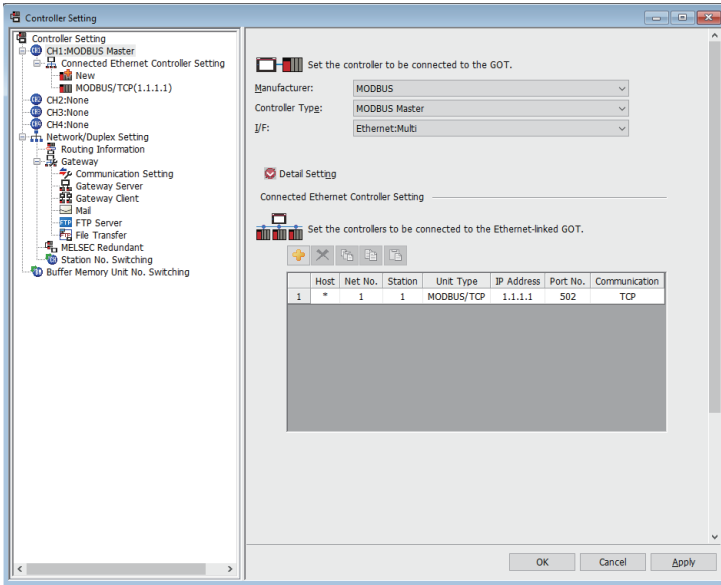 Controller Setting
Controller Setting
CH1:MODBUS Master
Connected Ethernet Controller Setting
New
MODBUS/TCP(1.1.1.1)
CH2:None
CH3:None
CH4:None
Network/Duplex Setting
Routing Information
Gateway
Communication Setting
Gateway Server
Gateway Client
Mail
FTP Server
File Transfer
MELSEC Redundant
Station No. Switching
Buffer Memory Unit No. Switching
Set the controller to be connected to the GOT.
Manufacturer: MODBUS
Controller Type: MODBUS Master
I/F: Ethernet:Multi
Detail Setting
Connected Ethernet Controller Setting
Set the controllers to be connected to the Ethernet-linked GOT.
Host Net No. Station Unit Type IP Address Port No. Communication
1 * 1 1 MODBUS/TCP 1.1.1.1 502 TCP
OK Cancel Apply